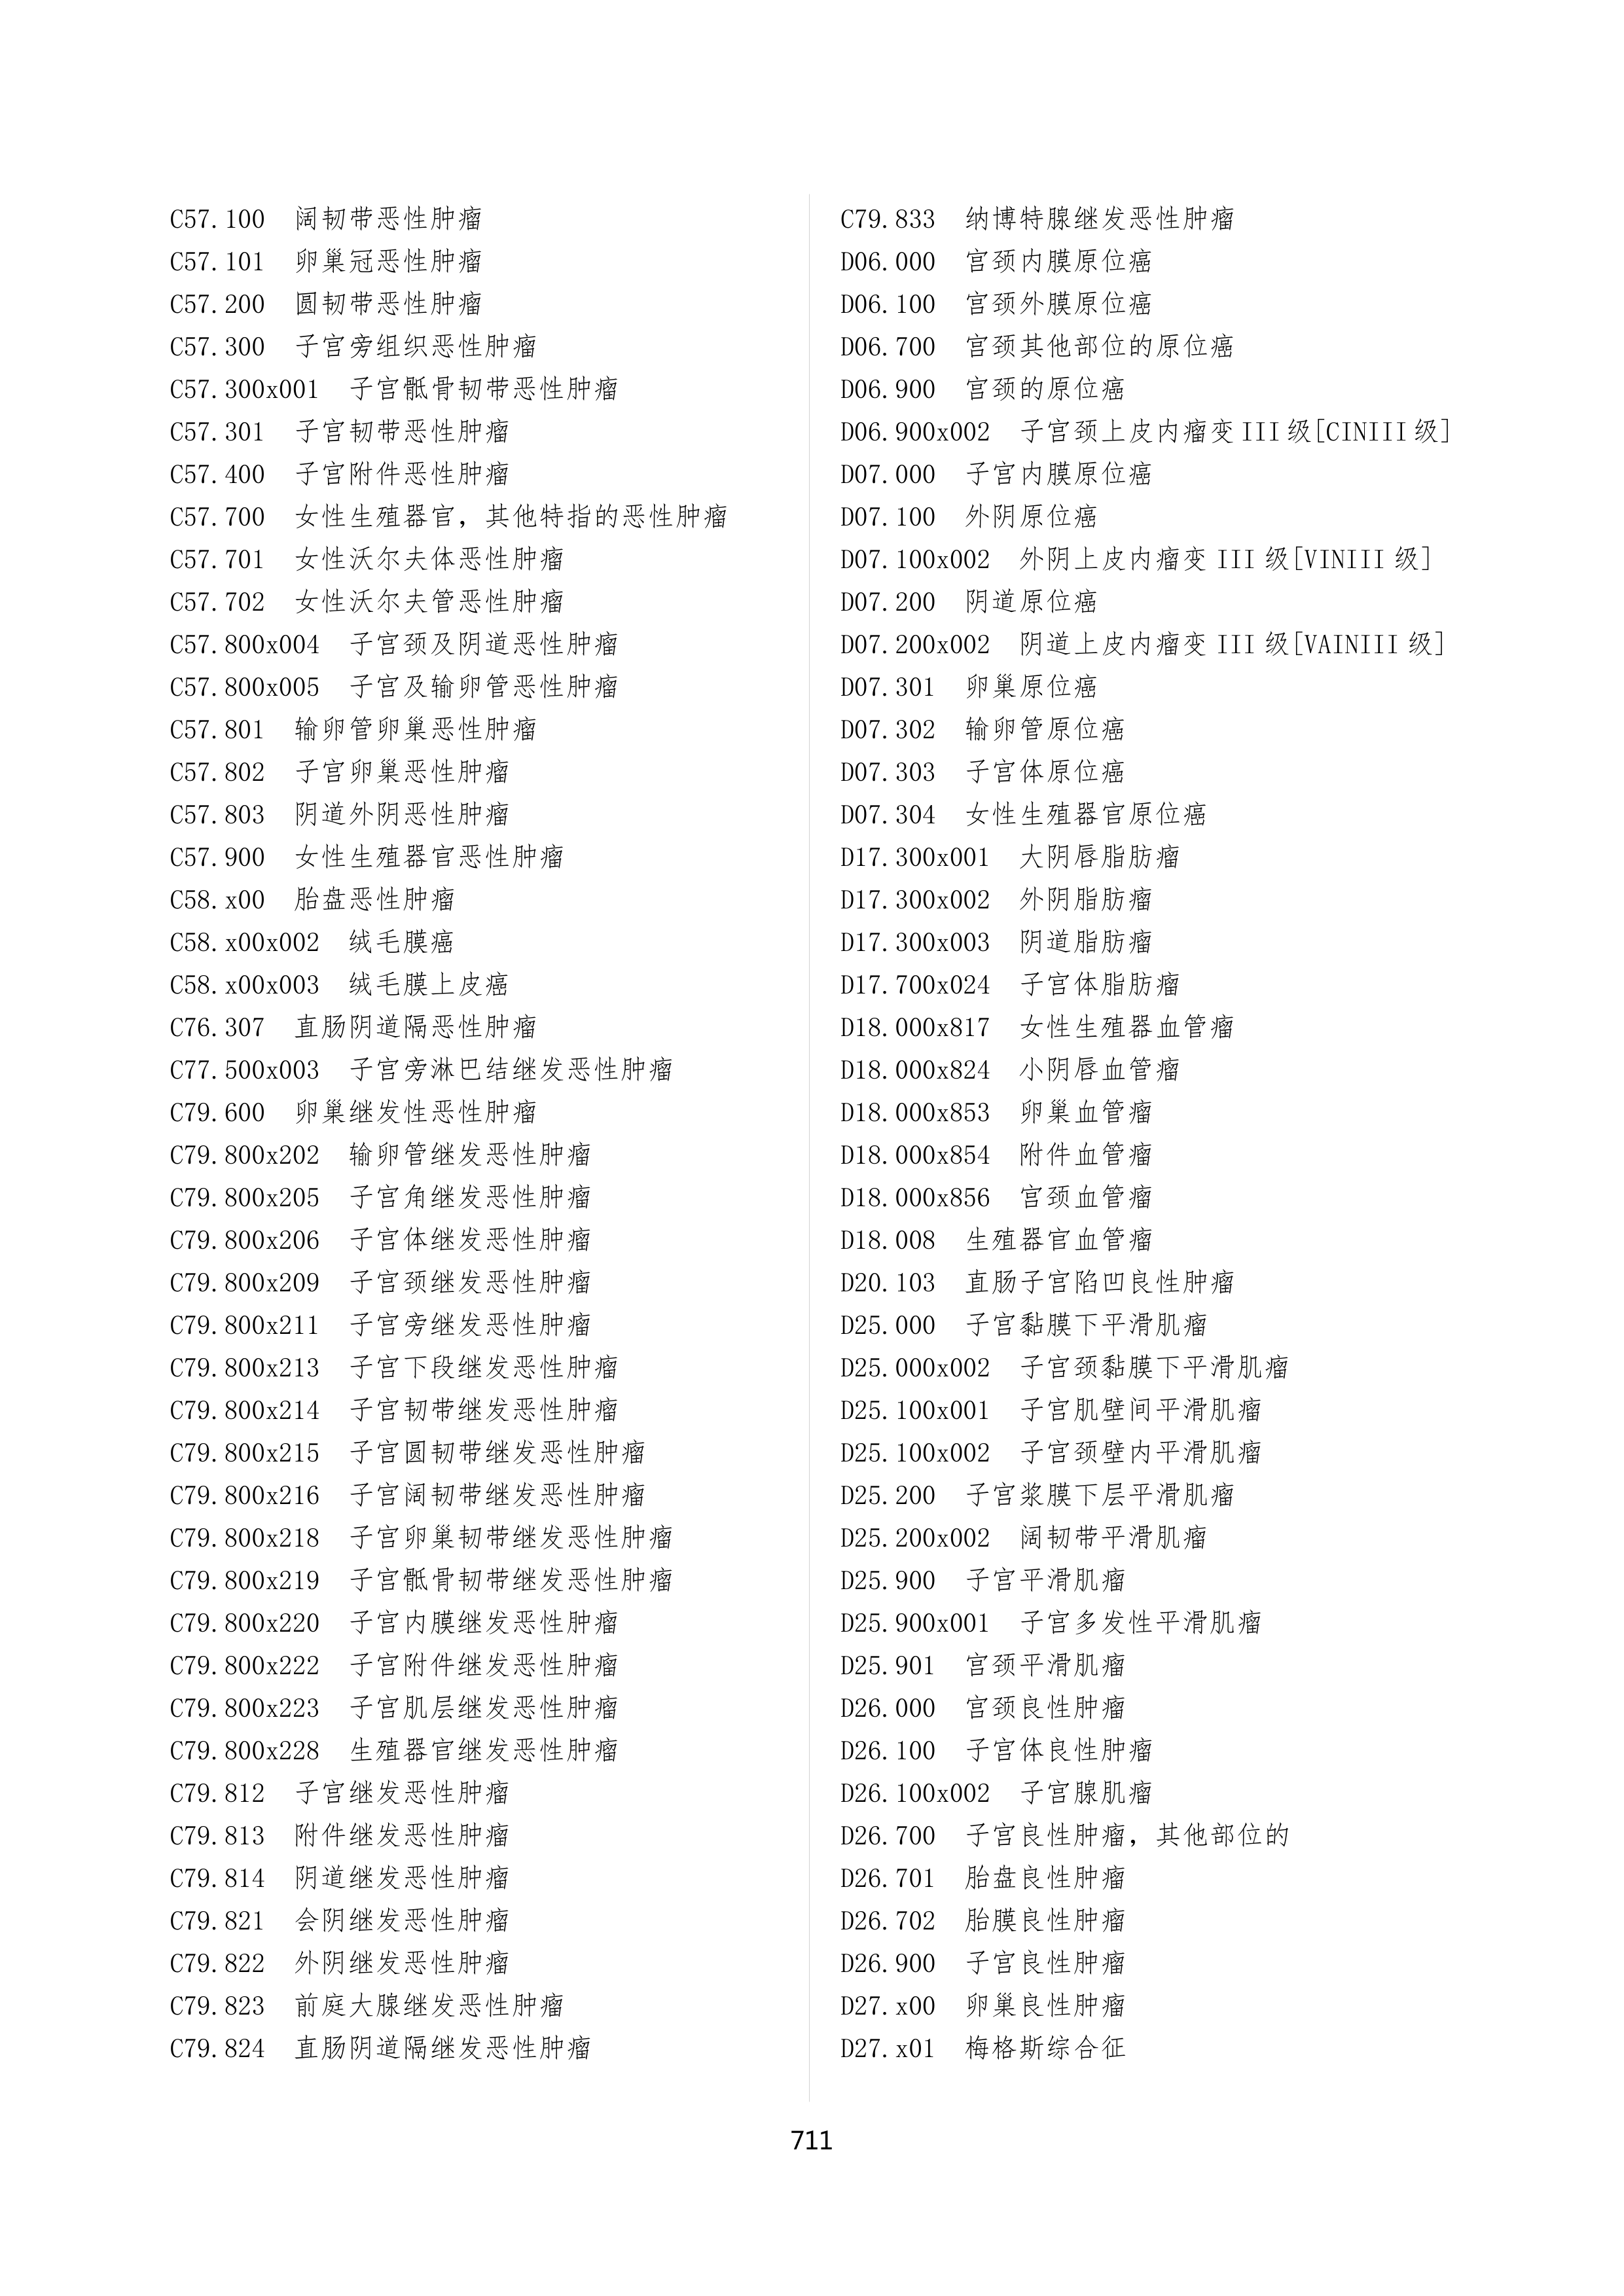 C57.100 阔韧带恶性肿瘤
C57.101 卵巢冠恶性肿瘤
C57.200 圆韧带恶性肿瘤
C57.300 子宫旁组织恶性肿瘤
C57.300x001 子宫骶骨韧带恶性肿瘤
C57.301 子宫韧带恶性肿瘤
C57.400 子宫附件恶性肿瘤
C57.700 女性生殖器官，其他特指的恶性肿瘤
C57.701 女性沃尔夫体恶性肿瘤
C57.702 女性沃尔夫管恶性肿瘤
C57.800x004 子宫颈及阴道恶性肿瘤
C57.800x005 子宫及输卵管恶性肿瘤
C57.801 输卵管卵巢恶性肿瘤
C57.802 子宫卵巢恶性肿瘤
C57.803 阴道外阴恶性肿瘤
C57.900 女性生殖器官恶性肿瘤
C58.x00 胎盘恶性肿瘤
C58.x00x002 绒毛膜癌
C58.x00x003 绒毛膜上皮癌
C76.307 直肠阴道隔恶性肿瘤
C77.500x003 子宫旁淋巴结继发恶性肿瘤
C79.600 卵巢继发性恶性肿瘤
C79.800x202 输卵管继发恶性肿瘤
C79.800x205 子宫角继发恶性肿瘤
C79.800x206 子宫体继发恶性肿瘤
C79.800x209 子宫颈继发恶性肿瘤
C79.800x211 子宫旁继发恶性肿瘤
C79.800x213 子宫下段继发恶性肿瘤
C79.800x214 子宫韧带继发恶性肿瘤
C79.800x215 子宫圆韧带继发恶性肿瘤
C79.800x216 子宫阔韧带继发恶性肿瘤
C79.800x218 子宫卵巢韧带继发恶性肿瘤
C79.800x219 子宫骶骨韧带继发恶性肿瘤
C79.800x220 子宫内膜继发恶性肿瘤
C79.800x222 子宫附件继发恶性肿瘤
C79.800x223 子宫肌层继发恶性肿瘤
C79.800x228 生殖器官继发恶性肿瘤
C79.812 子宫继发恶性肿瘤
C79.813 附件继发恶性肿瘤
C79.814 阴道继发恶性肿瘤
C79.821 会阴继发恶性肿瘤
C79.822 外阴继发恶性肿瘤
C79.823 前庭大腺继发恶性肿瘤
C79.824 直肠阴道隔继发恶性肿瘤
C79.833 纳博特腺继发恶性肿瘤
D06.000 宫颈内膜原位癌
D06.100 宫颈外膜原位癌
D06.700 宫颈其他部位的原位癌
D06.900 宫颈的原位癌
D06.900x002 子宫颈上皮内瘤变III级[CINIII级]
D07.000 子宫内膜原位癌
D07.100 外阴原位癌
D07.100x002 外阴上皮内瘤变III级[VINIII级]
D07.200 阴道原位癌
D07.200x002 阴道上皮内瘤变III级[VAINIII级]
D07.301 卵巢原位癌
D07.302 输卵管原位癌
D07.303 子宫体原位癌
D07.304 女性生殖器官原位癌
D17.300x001 大阴唇脂肪瘤
D17.300x002 外阴脂肪瘤
D17.300x003 阴道脂肪瘤
D17.700x024 子宫体脂肪瘤
D18.000x817 女性生殖器血管瘤
D18.000x824 小阴唇血管瘤
D18.000x853 卵巢血管瘤
D18.000x854 附件血管瘤
D18.000x856 宫颈血管瘤
D18.008 生殖器官血管瘤
D20.103 直肠子宫陷凹良性肿瘤
D25.000 子宫黏膜下平滑肌瘤
D25.000x002 子宫颈黏膜下平滑肌瘤
D25.100x001 子宫肌壁间平滑肌瘤
D25.100x002 子宫颈壁内平滑肌瘤
D25.200 子宫浆膜下层平滑肌瘤
D25.200x002 阔韧带平滑肌瘤
D25.900 子宫平滑肌瘤
D25.900x001 子宫多发性平滑肌瘤
D25.901 宫颈平滑肌瘤
D26.000 宫颈良性肿瘤
D26.100 子宫体良性肿瘤
D26.100x002 子宫腺肌瘤
D26.700 子宫良性肿瘤，其他部位的
D26.701 胎盘良性肿瘤
D26.702 胎膜良性肿瘤
D26.900 子宫良性肿瘤
D27.x00 卵巢良性肿瘤
D27.x01 梅格斯综合征
711